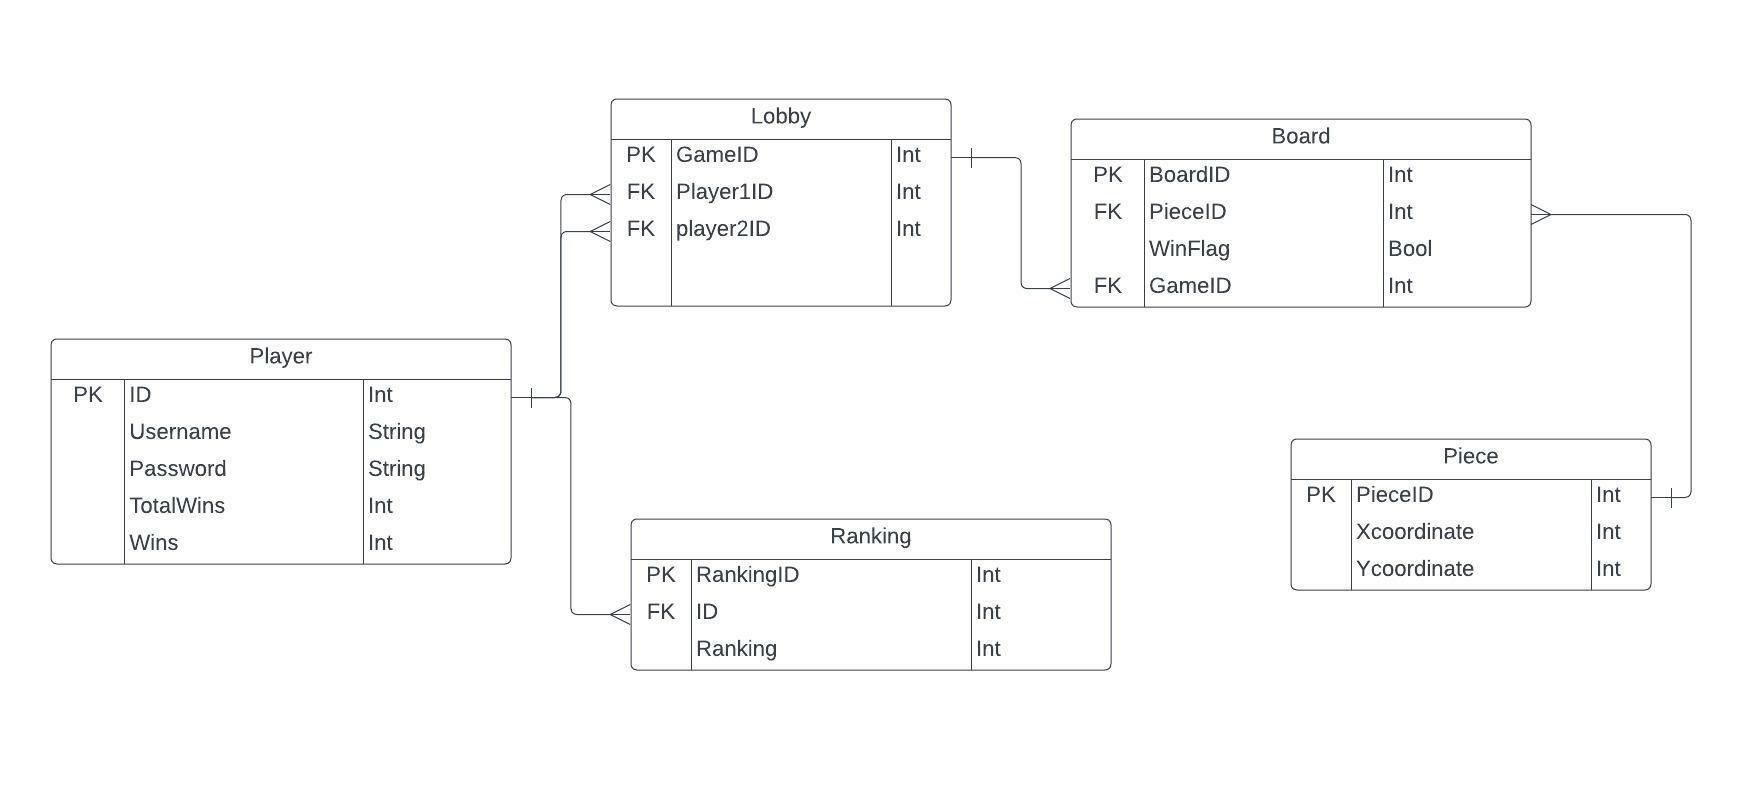 Lobby
PK GameID Int
FK Player1ID Int
FK player2ID Int
Board
PK BoardID Int
FK PieceID Int
WinFlag Bool
FK GameID Int
Player
PK ID Int
Username String
Password String
TotalWins Int
Wins Int
Ranking
PK RankingID Int
FK ID Int
Ranking Int
Piece
PK PieceID Int
Xcoordinate Int
Ycoordinate Int